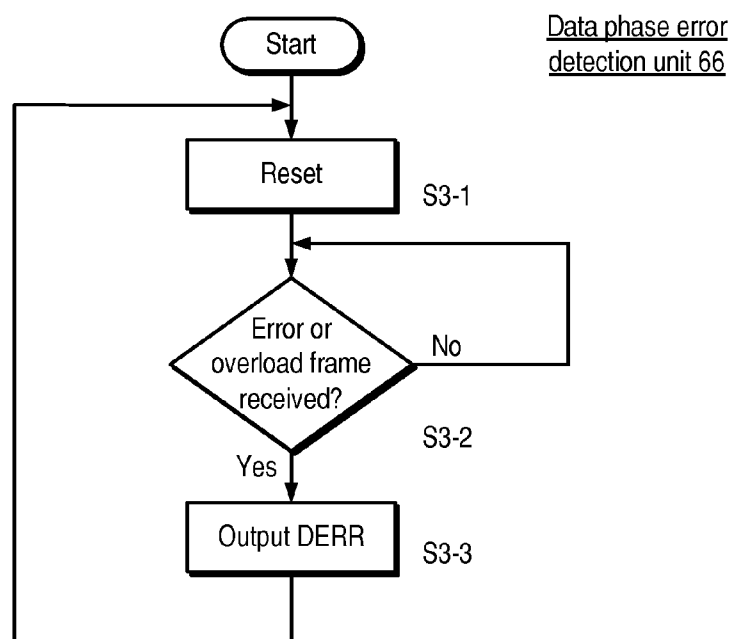 Data phase error
detection unit 66
Start
Reset
S3-1
Error or
overload frame
received?
No
S3-2
Yes
Output DERR
S3-3